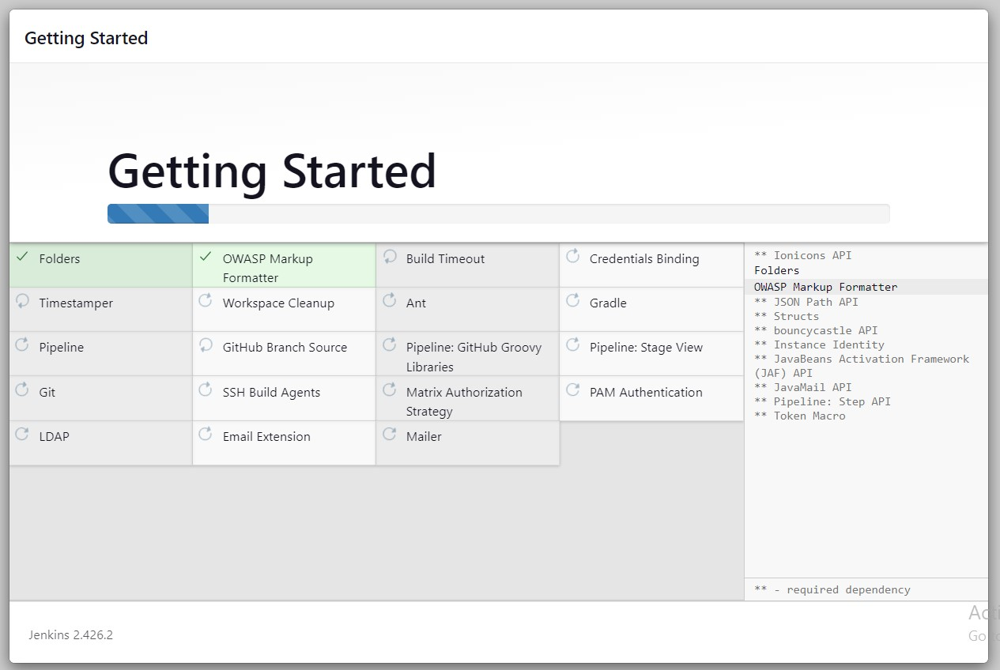 Getting Started
Getting Started
Folders
OWASP Markup
Formatter
Build Timeout
Credentials Binding
Timestamper
Workspace Cleanup
Ant
Gradle
Pipeline
GitHub Branch Source
Pipeline: GitHub Groovy
Libraries
Pipeline: Stage View
Git
SSH Build Agents
Matrix Authorization
Strategy
PAM Authentication
LDAP
Email Extension
Mailer
** Ionicons API
Folders
OWASP Markup Formatter
** JSON Path API
** Structs
** bouncycastle API
** Instance Identity
** JavaBeans Activation Framework
(JAF) API
** JavaMail API
** Pipeline: Step API
** Token Macro
** - required dependency
Jenkins 2.426.2